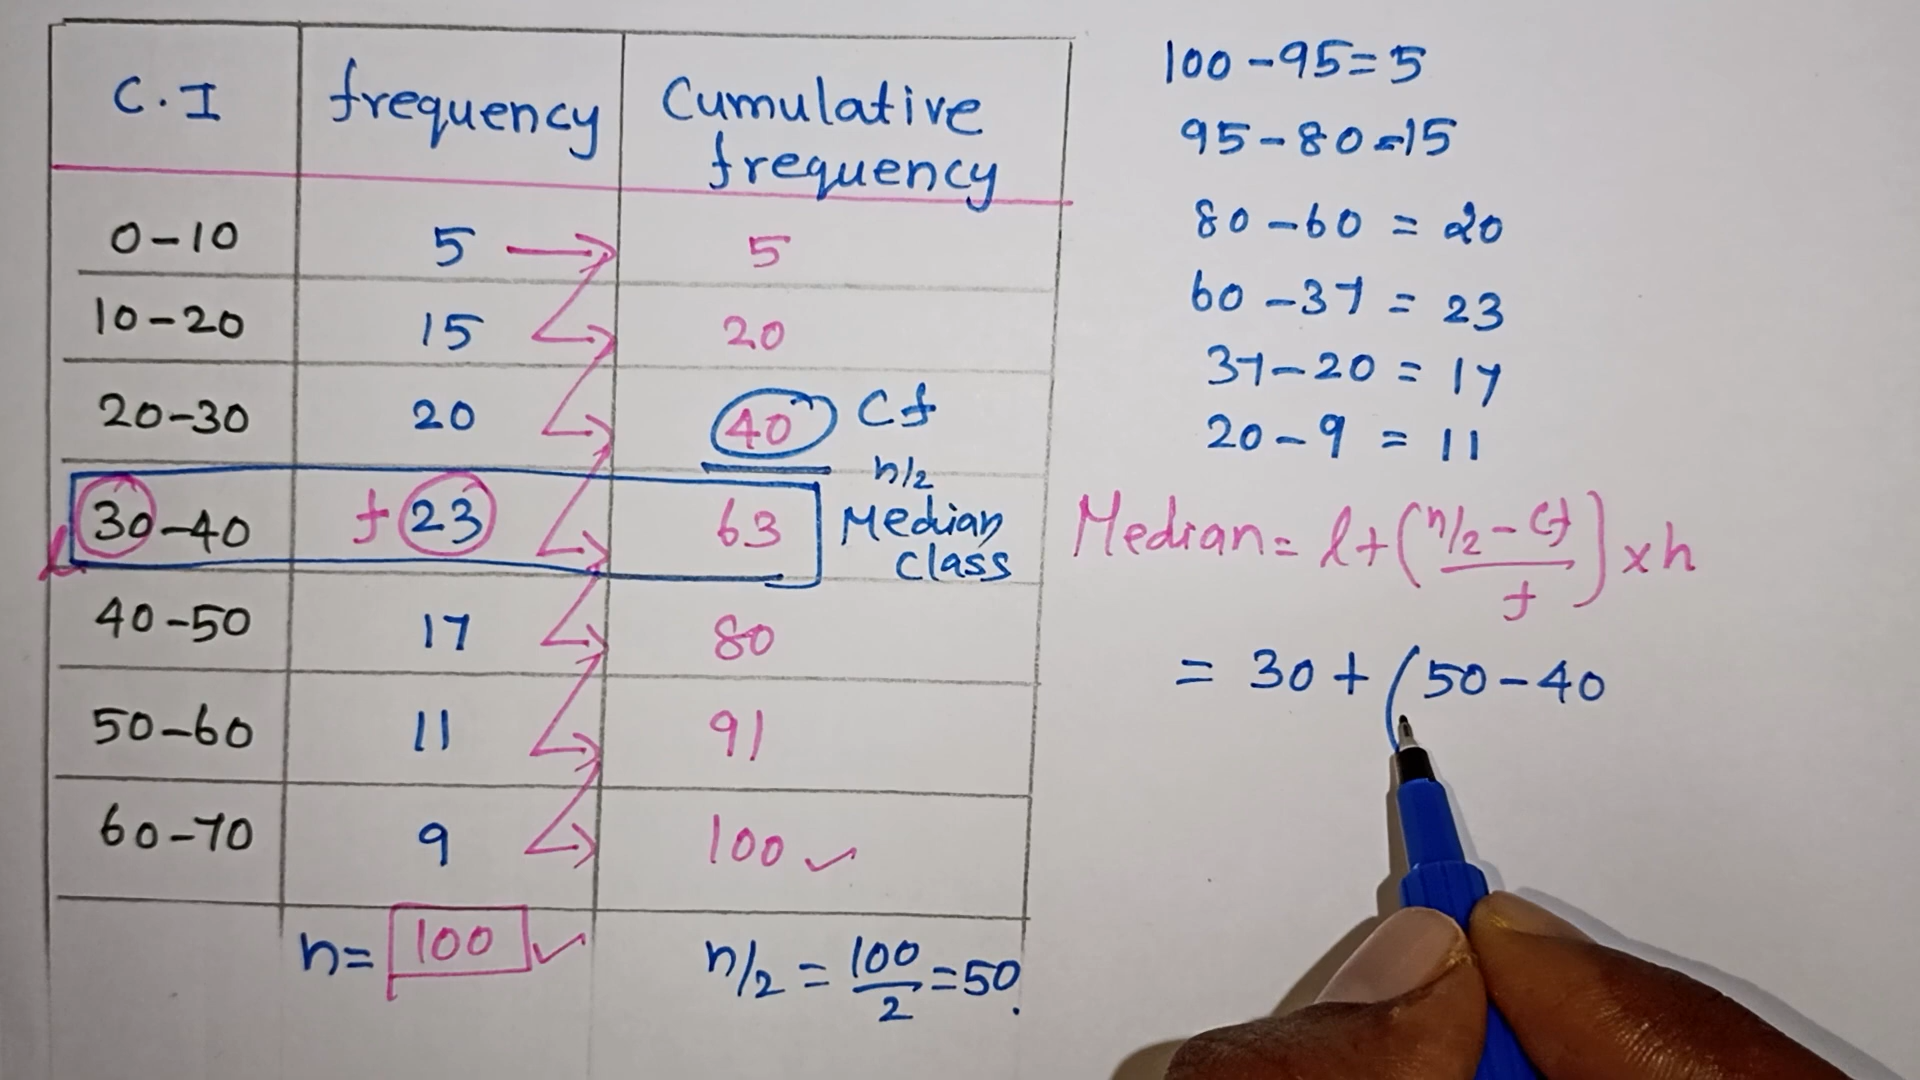 C.I frequency Cumulative frequency
0-10 5 5
10-20 15 20
20-30 20 40 cf
n/2
30-40 f 23 63 Median class
l
40-50 17 80
50-60 11 91
60-70 9 100 ✓
n= 100 ✓ n/2 = 100/2 =50.
100-95=5
95-80=15
80-60 = 20
60-37 = 23
37-20 = 17
20-9 = 11
Median= l+(n/2-cf/f)xh
= 30+(50-40